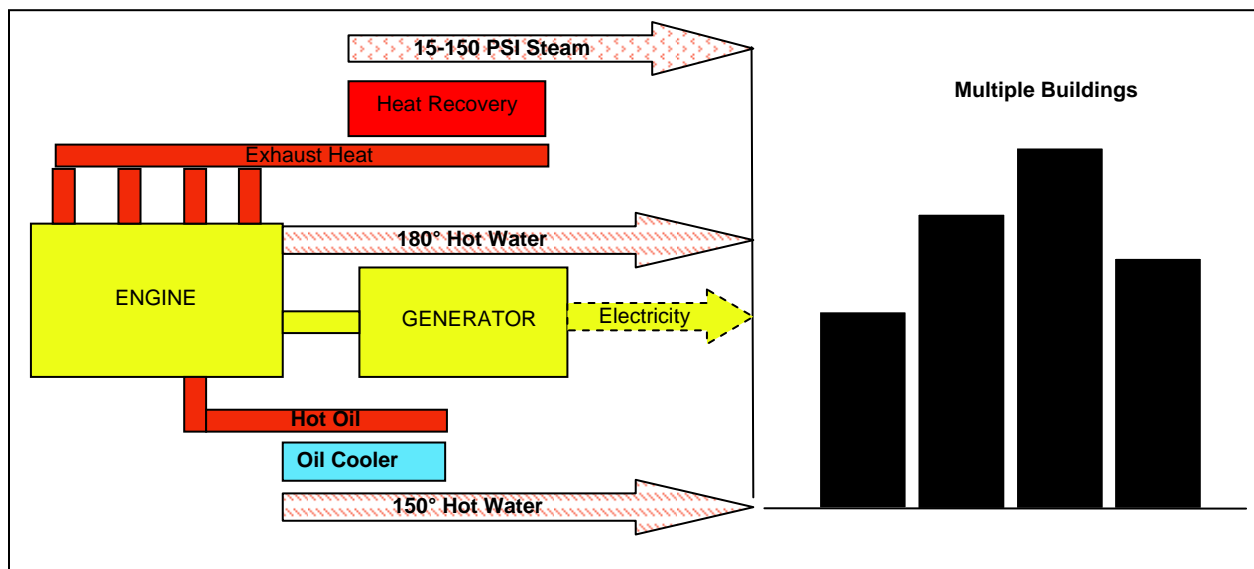 15-150 PSI Steam
Multiple Buildings
Heat Recovery
Exhaust Heat
180° Hot Water
ENGINE
GENERATOR
Electricity
Hot Oil
Oil Cooler
150° Hot Water